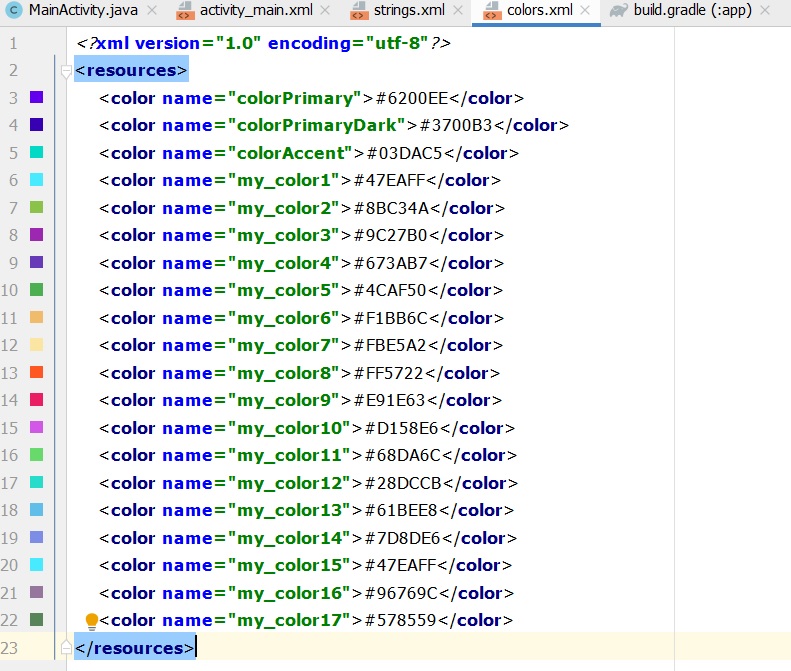 MainActivity.java activity_main.xml strings.xml colors.xml build.gradle (:app)
1 <?xml version="1.0" encoding="utf-8"?>
2 <resources>
3 <color name="colorPrimary">#6200EE</color>
4 <color name="colorPrimaryDark">#3700B3</color>
5 <color name="colorAccent">#03DAC5</color>
6 <color name="my_color1">#47EAFF</color>
7 <color name="my_color2">#8BC34A</color>
8 <color name="my_color3">#9C27B0</color>
9 <color name="my_color4">#673AB7</color>
10 <color name="my_color5">#4CAF50</color>
11 <color name="my_color6">#F1BB6C</color>
12 <color name="my_color7">#FBE5A2</color>
13 <color name="my_color8">#FF5722</color>
14 <color name="my_color9">#E91E63</color>
15 <color name="my_color10">#D158E6</color>
16 <color name="my_color11">#68DA6C</color>
17 <color name="my_color12">#28DCCB</color>
18 <color name="my_color13">#61BEE8</color>
19 <color name="my_color14">#7D8DE6</color>
20 <color name="my_color15">#47EAFF</color>
21 <color name="my_color16">#96769C</color>
22 <color name="my_color17">#578559</color>
23 </resources>